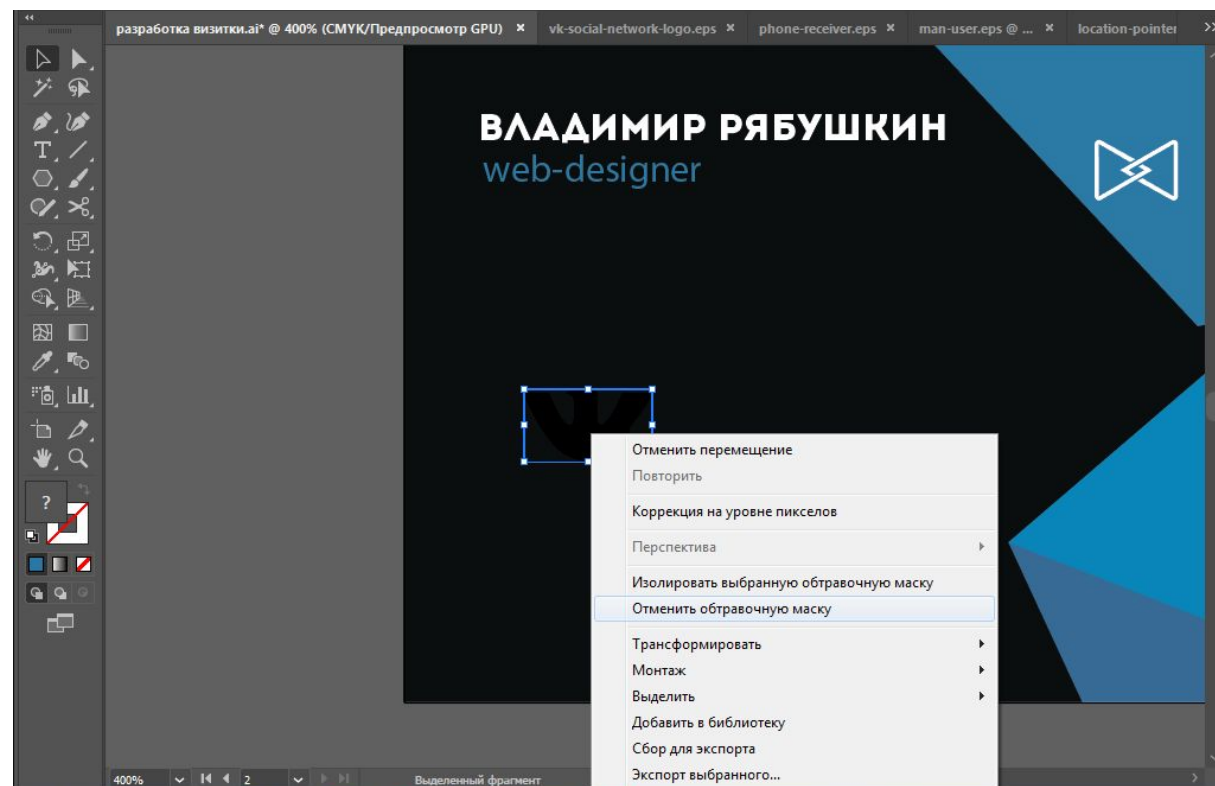 разработка визитки.ai* @ 400% (CMYK/Предпросмотр GPU) × vk-social-network-logo.eps × phone-receiver.eps × man-user.eps @ ... × location-pointer
ВЛАДИМИР РЯБУШКИН
web-designer
Отменить перемещение
Повторить
Коррекция на уровне пикселов
Перспектива
Изолировать выбранную обтравочную маску
Отменить обтравочную маску
Трансформировать
Монтаж
Выделить
Добавить в библиотеку
Сбор для экспорта
Экспорт выбранного...
?
400% 2 Выделенный фрагмент